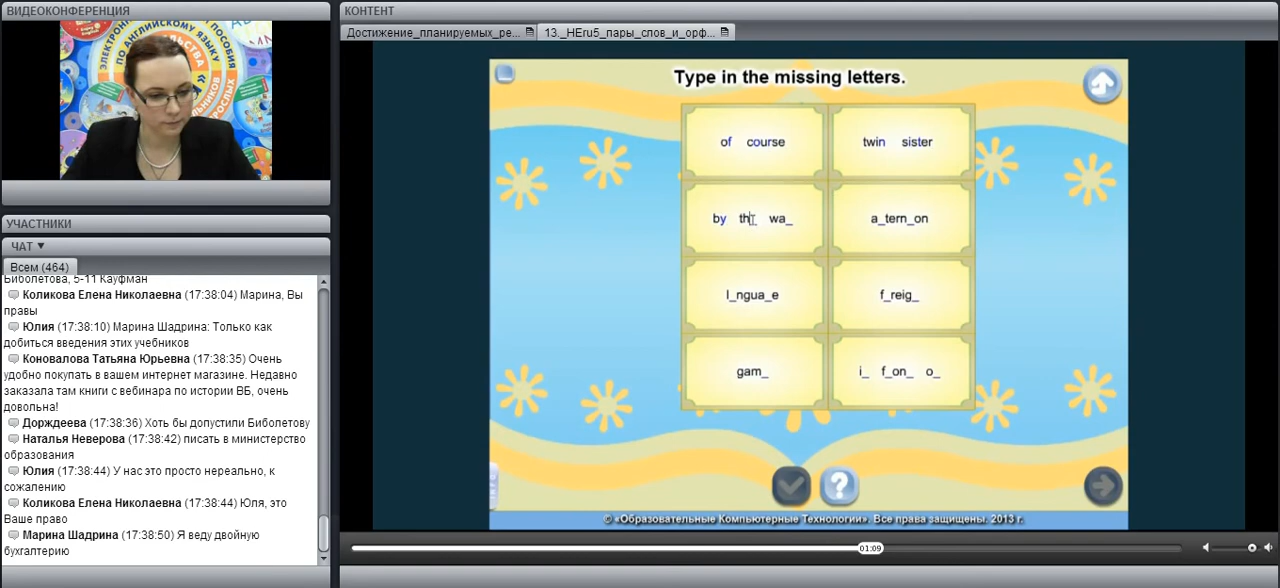 ВИДЕОКОНФЕРЕНЦИЯ
ЭЛЕКТРОННЫЕ ПОСОБИЯ
ПО АНГЛИЙСКОМУ ЯЗЫКУ
УЧАСТНИКИ
ЧАТ
Всем (464)
Биболетова, 5-11 Кауфман
Коликова Елена Николаевна (17:38:04) Марина, Вы
правы
Юлия (17:38:10) Марина Шадрина: Только как
добиться введения этих учебников
Коновалова Татьяна Юрьевна (17:38:35) Очень
удобно покупать в вашем интернет магазине. Недавно
заказала там книги с вебинара по истории ВБ, очень
довольна!
Дорждеева (17:38:36) Хоть бы допустили Биболетову
Наталья Неверова (17:38:42) писать в министерство
образования
Юлия (17:38:44) У нас это просто нереально, к
сожалению
Коликова Елена Николаевна (17:38:44) Юля, это
Ваше право
Марина Шадрина (17:38:50) Я веду двойную
бухгалтерию
КОНТЕНТ
Достижение_планируемых_ре...
13._HEru5_пары_слов_и_орф...
Type in the missing letters.
of course
twin sister
by th_ wa_
a_tern_on
l_ngua_e
f_reig_
gam_
i_ f_on_ o_
?
© «Образовательные Компьютерные Технологии». Все права защищены. 2013 г.
01:09